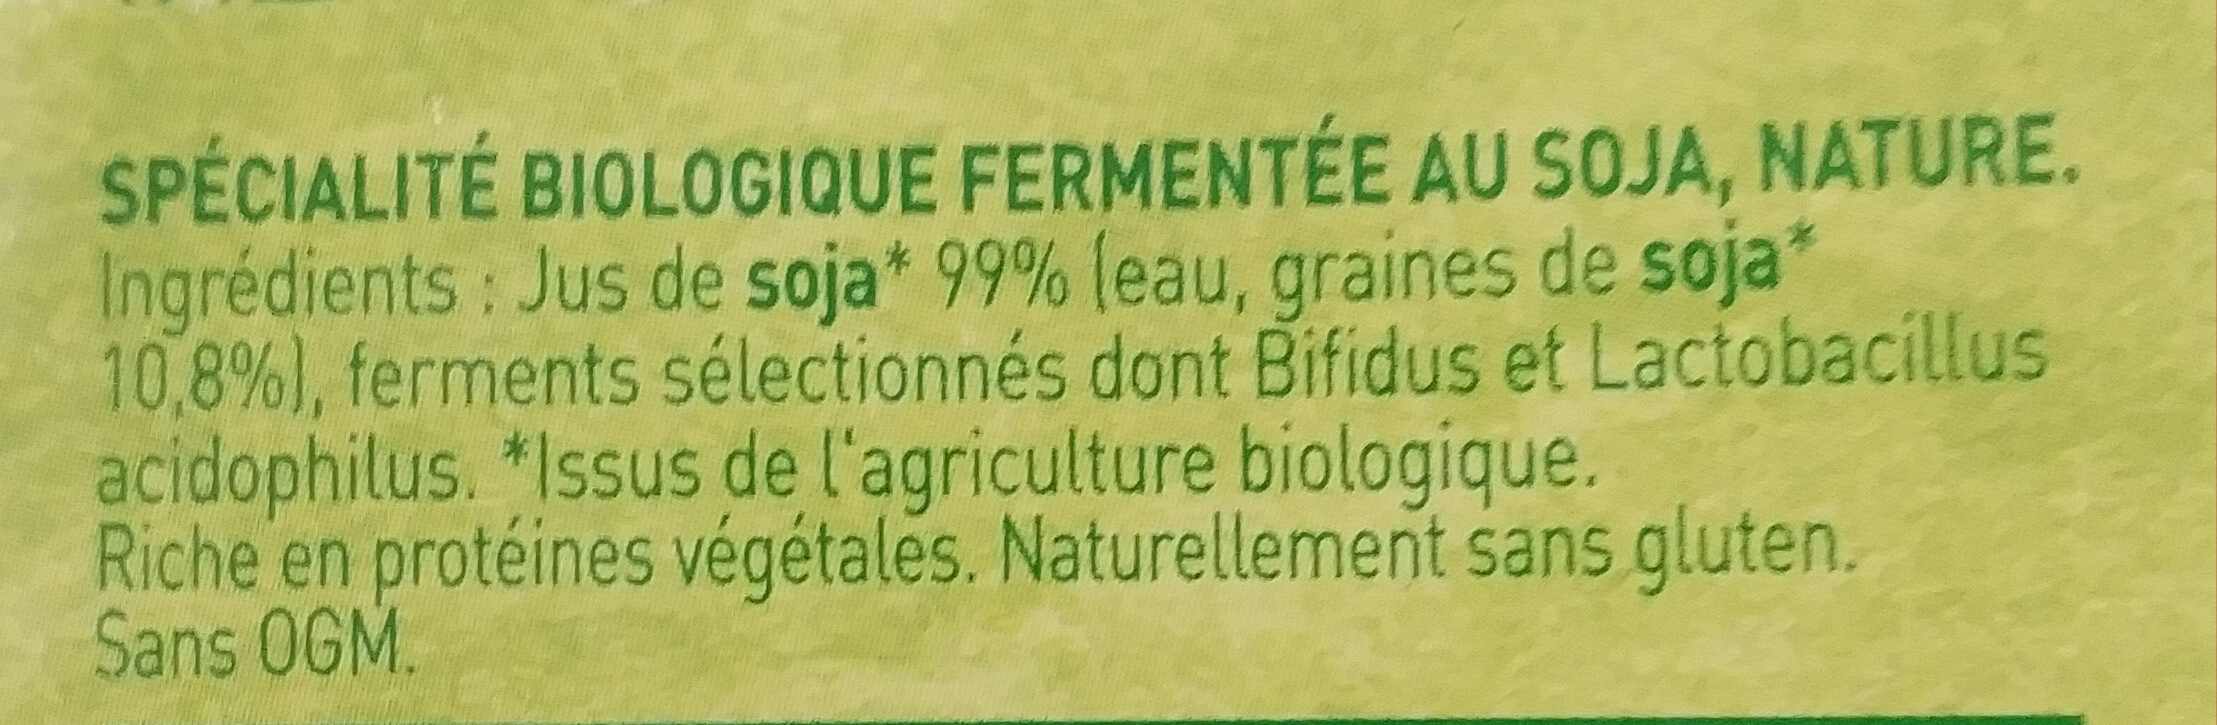 SPÉCIALITÉ BIOLOGIQUE FERMENTÉE AU SOJA, NATURE.
Ingrédients : Jus de soja* 99% (eau, graines de soja*
10,8%), ferments sélectionnés dont Bifidus et Lactobacillus
acidophilus. *Issus de l'agriculture biologique.
Riche en protéines végétales. Naturellement sans gluten.
Sans OGM.